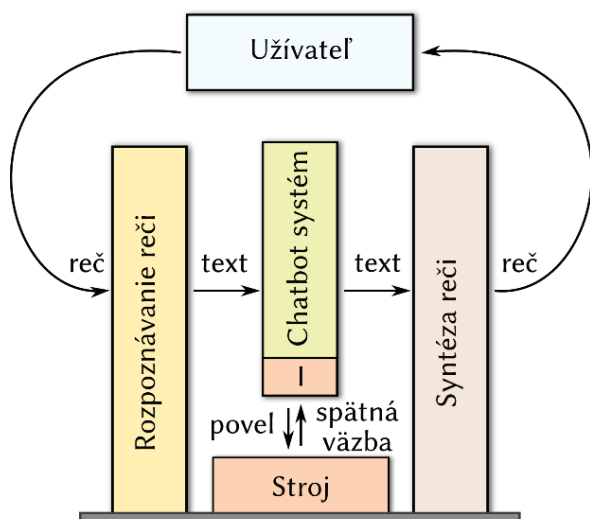 Užívateľ
reč
Rozpoznávanie reči
text
Chatbot systém
I
text
Syntéza reči
reč
povel
spätná
väzba
Stroj